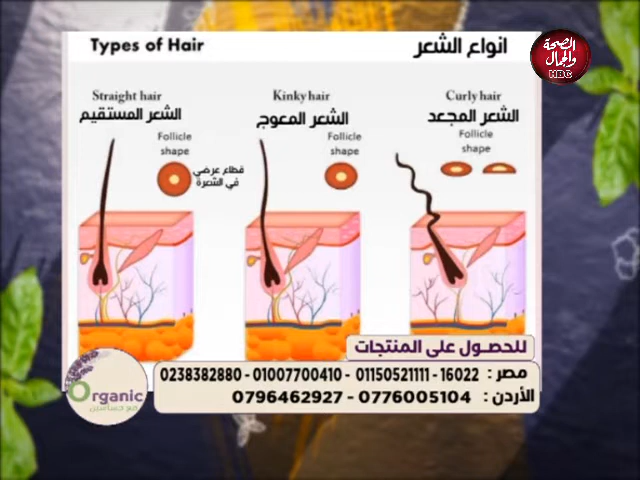 Types of Hair
انواع الشعر
الصحة
والجمال
HBC
Straight hair
الشعر المستقيم
Follicle
shape
قطاع عرضي
في الشعرة
Kinky hair
الشعر المعوج
Follicle
shape
Curly hair
الشعر المجعد
Follicle
shape
للحصول على المنتجات
مصر : 16022 - 01150521111 - 01007700410 - 0238382880
الأردن : 0776005104 - 0796462927
Organic
مع حساسين